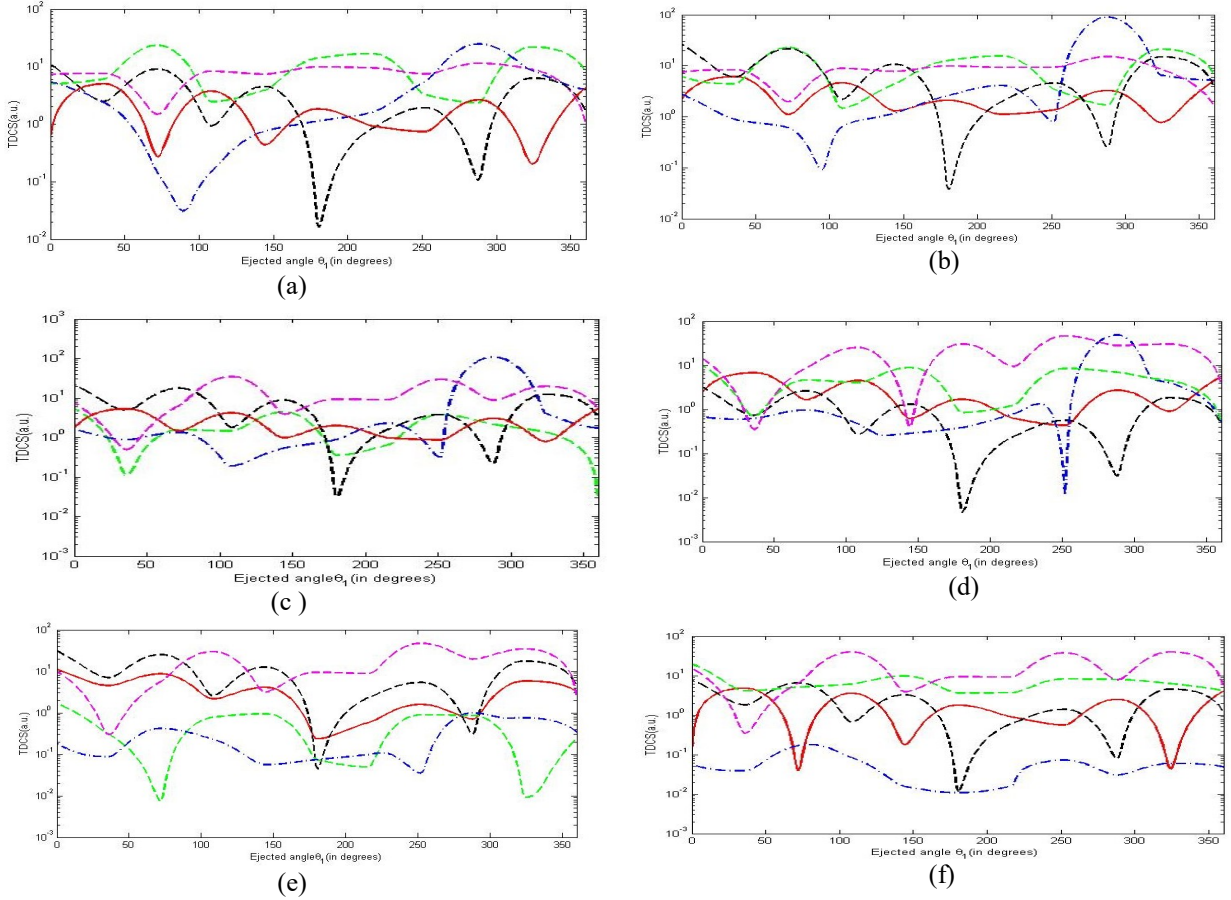 10²
10¹
10⁰
10⁻¹
10⁻²
TDCS(a.u.)
0 50 100 150 200 250 300 350
Ejected angle θ₁(in degrees)
(a)
10²
10¹
10⁰
10⁻¹
10⁻²
TDCS(a.u.)
0 50 100 150 200 250 300 350
Ejected angle θ₁(in degrees)
(b)
10³
10²
10¹
10⁰
10⁻¹
10⁻²
10⁻³
TDCS(a.u.)
0 50 100 150 200 250 300 350
Ejected angleθ₁(in degrees)
(c )
10²
10¹
10⁰
10⁻¹
10⁻²
10⁻³
TDCS(a.u.)
0 50 100 150 200 250 300 350
Ejected angle θ₁(in degrees)
(d)
10²
10¹
10⁰
10⁻¹
10⁻²
10⁻³
TDCS(a.u.)
0 50 100 150 200 250 300 350
Ejected angleθ₁(in degrees)
(e)
10²
10¹
10⁰
10⁻¹
10⁻²
10⁻³
TDCS(a.u.)
0 50 100 150 200 250 300 350
Ejected angle θ₁(in degrees)
(f)